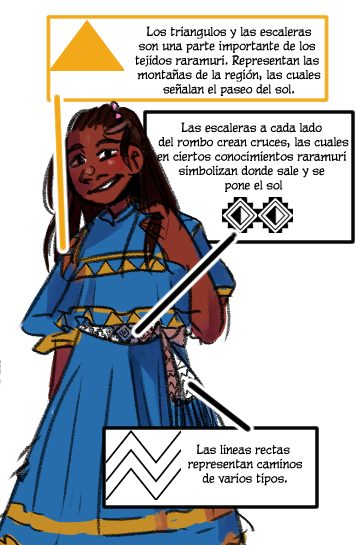 Los triangulos y las escaleras
son una parte importante de los
tejidos raramuri. Representan las
montañas de la región, las cuales
señalan el paseo del sol.
Las escaleras a cada lado
del rombo crean cruces, las cuales
en ciertos conocimientos raramuri
simbolizan donde sale y se
pone el sol
Las líneas rectas
representan caminos
de varios tipos.